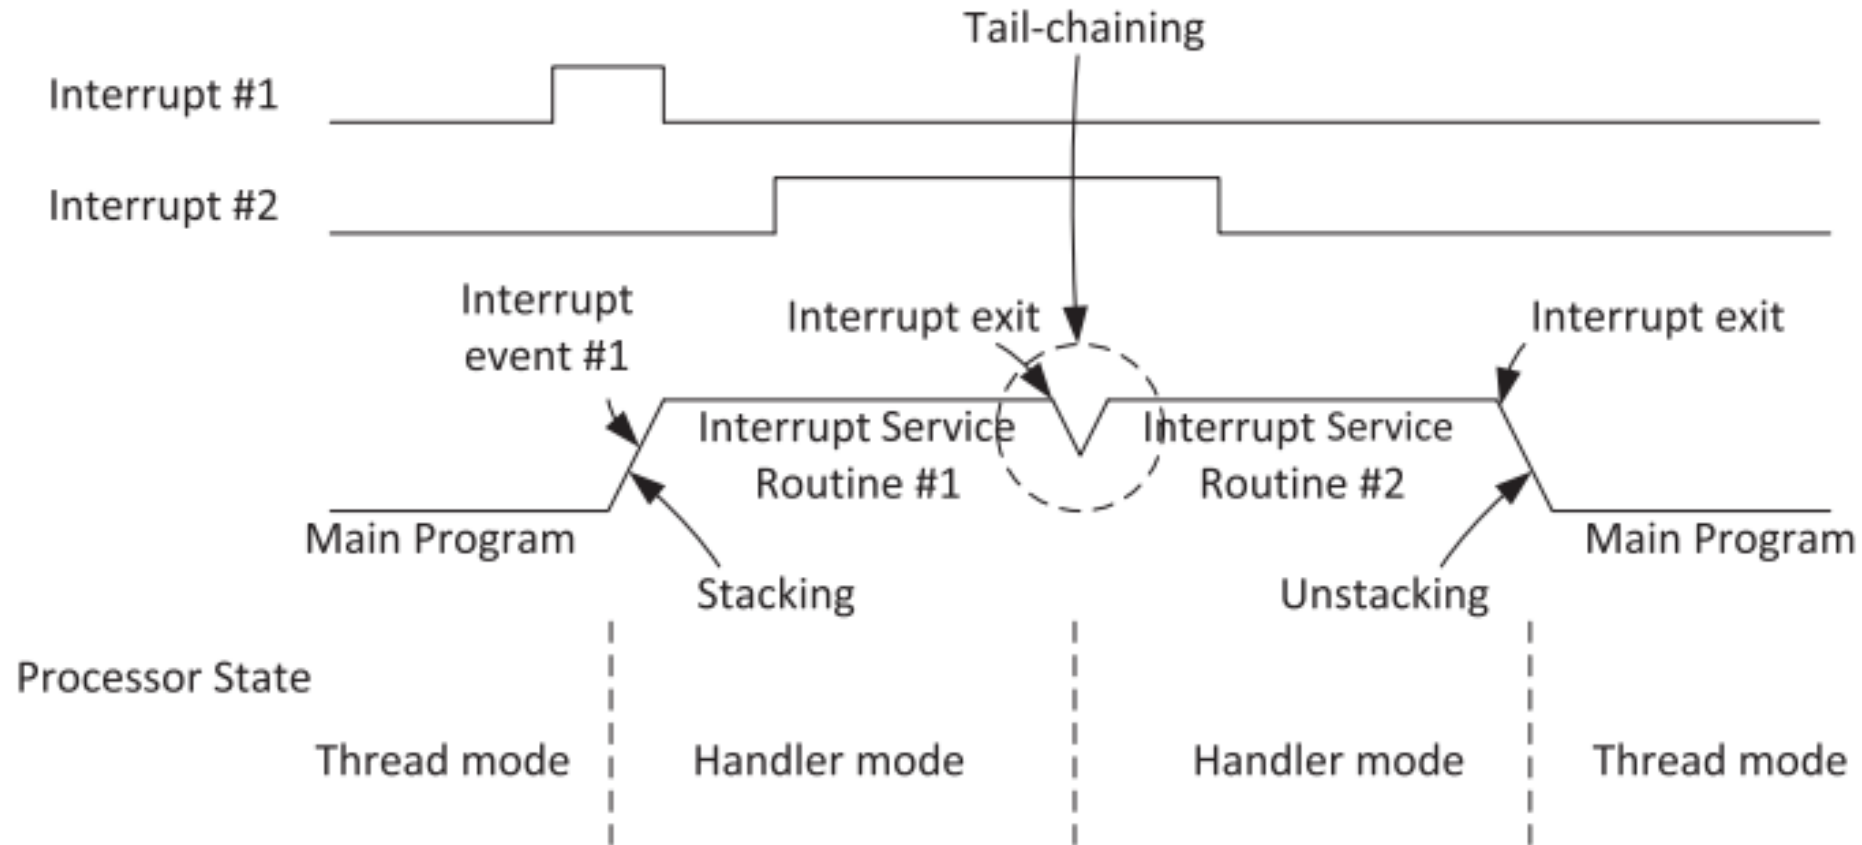 Tail-chaining
Interrupt #1
Interrupt #2
Interrupt
event #1
Interrupt exit
Interrupt exit
Interrupt Service
Routine #1
Interrupt Service
Routine #2
Main Program
Main Program
Stacking
Unstacking
Processor State
Thread mode
Handler mode
Handler mode
Thread mode